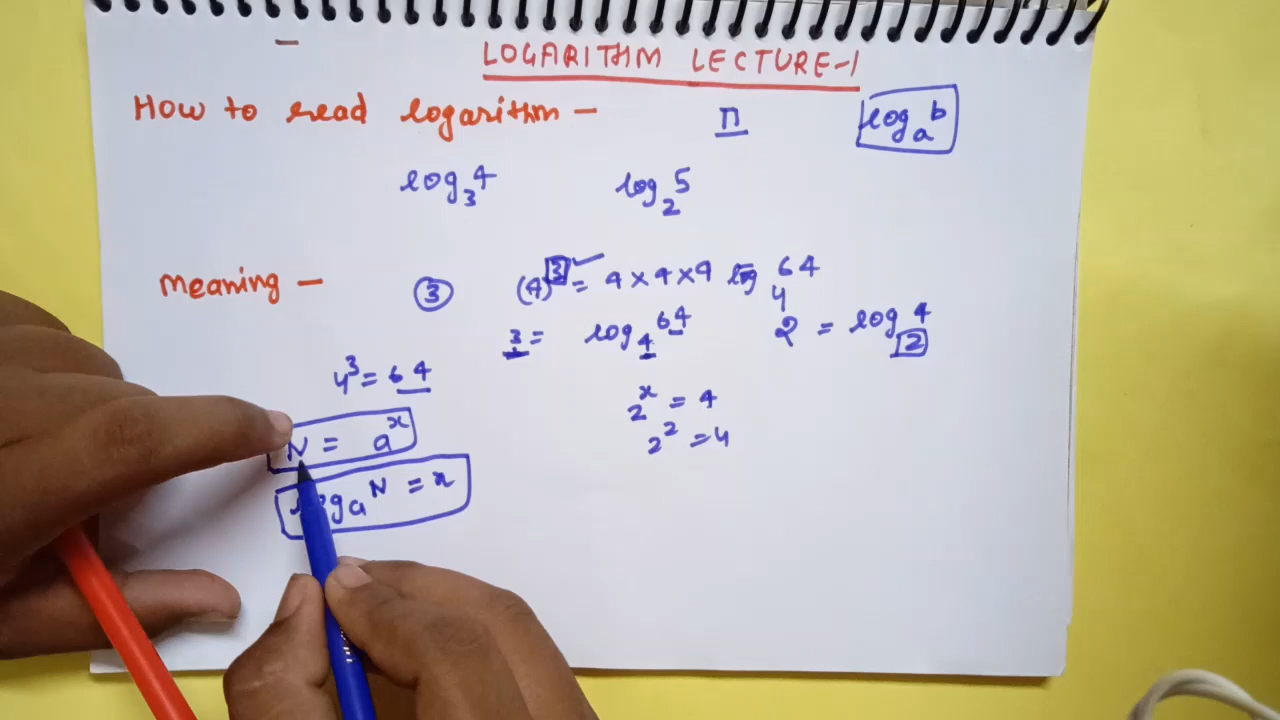 LOGARITHM LECTURE-1
How to read logarithm - n log_a b
log_3 4 log_2 5
Meaning - ③ (4)^3 = 4×4×4 log_4 64
3 = log_4 64 2 = log_2 4
4^3 = 64
2^x = 4
N = a^x
2^2 = 4
log_a N = x